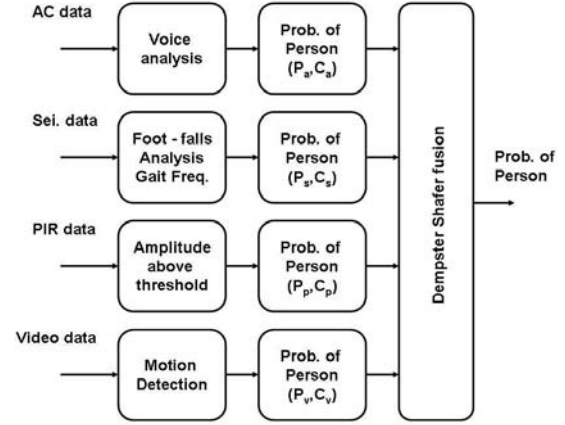 AC data
Voice
analysis
Prob. of
Person
(Pa,Ca)
Sei. data
Foot - falls
Analysis
Gait Freq.
Prob. of
Person
(Ps,Cs)
PIR data
Amplitude
above
threshold
Prob. of
Person
(Pp,Cp)
Video data
Motion
Detection
Prob. of
Person
(Pv,Cv)
Dempster Shafer fusion
Prob. of
Person